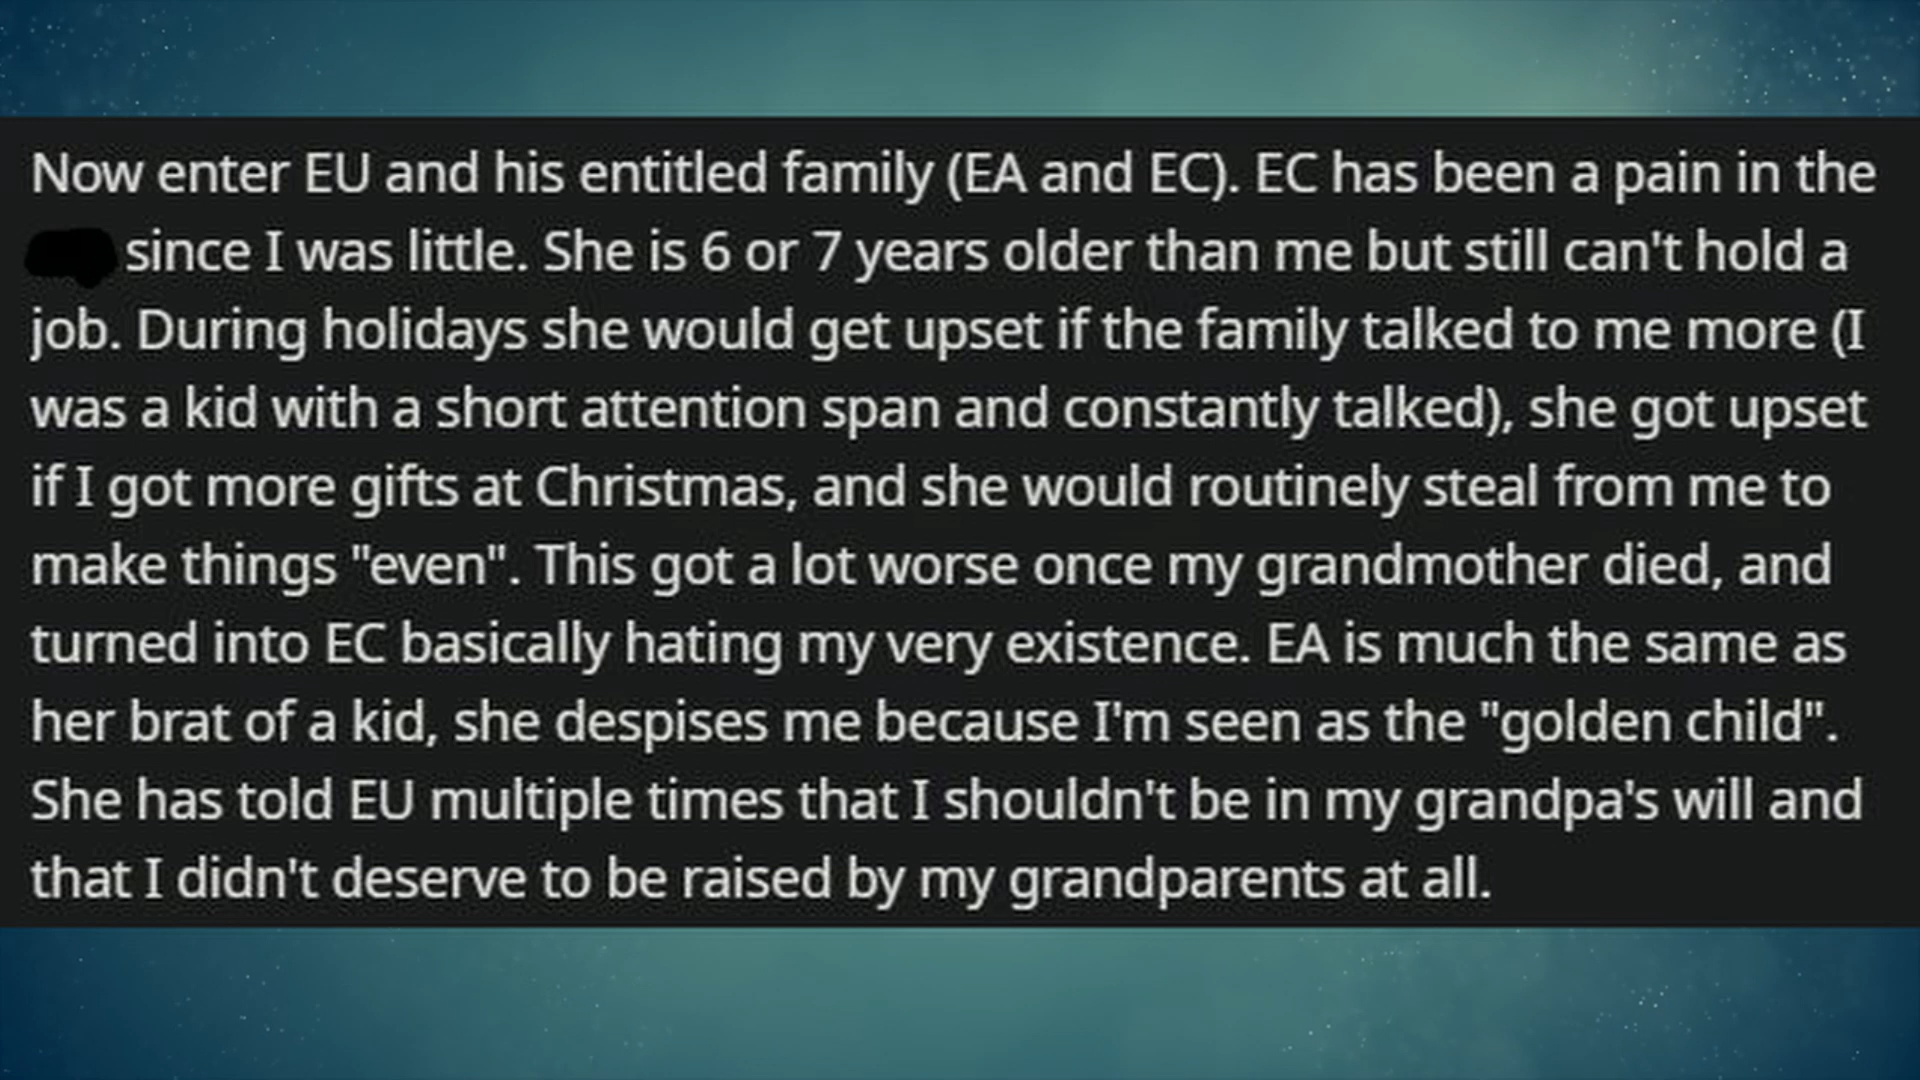 Now enter EU and his entitled family (EA and EC). EC has been a pain in the
since I was little. She is 6 or 7 years older than me but still can't hold a
job. During holidays she would get upset if the family talked to me more (I
was a kid with a short attention span and constantly talked), she got upset
if I got more gifts at Christmas, and she would routinely steal from me to
make things "even". This got a lot worse once my grandmother died, and
turned into EC basically hating my very existence. EA is much the same as
her brat of a kid, she despises me because I'm seen as the "golden child".
She has told EU multiple times that I shouldn't be in my grandpa's will and
that I didn't deserve to be raised by my grandparents at all.